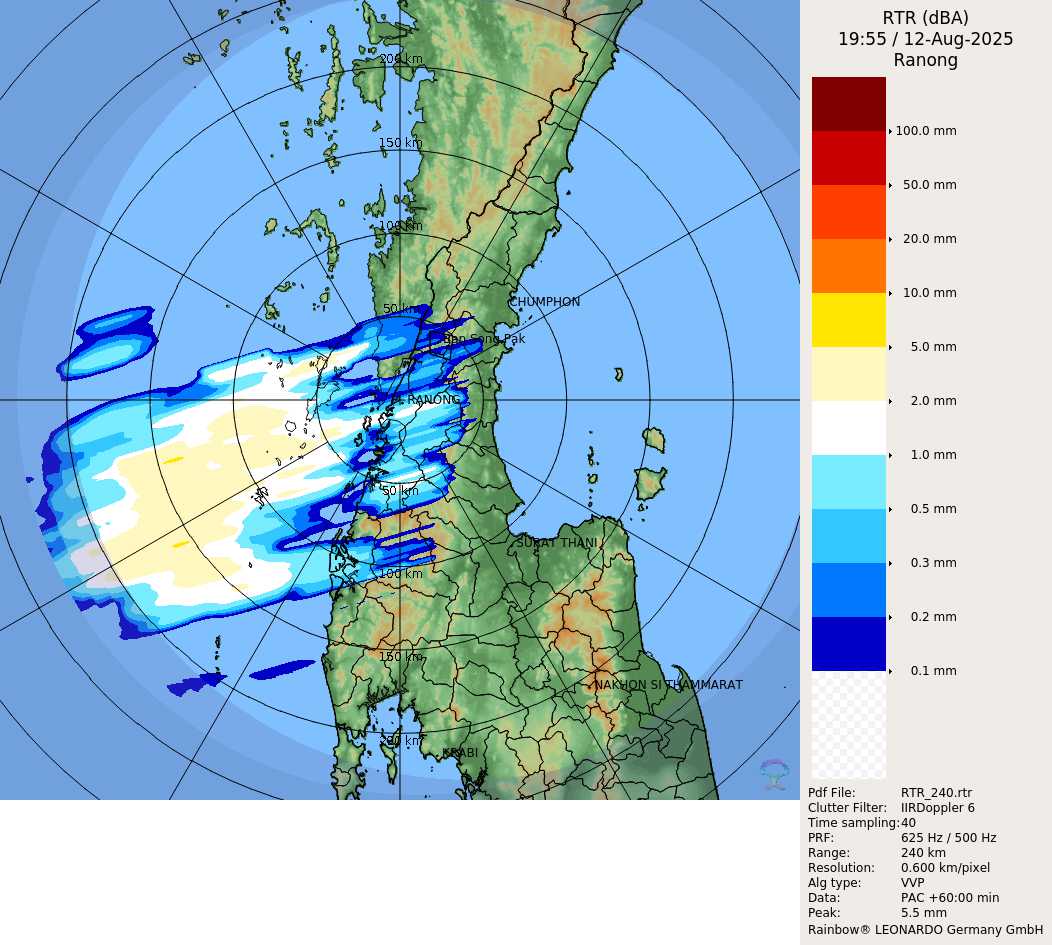 RTR (dBA)
19:55 / 12-Aug-2025
Ranong
200 km
150 km
100 km
50 km
CHUMPHON
Ban Song Pak
RANONG
50 km
SURAT THANI
100 km
150 km
NAKHON SI THAMMARAT
200 km
KRABI
100.0 mm
50.0 mm
20.0 mm
10.0 mm
5.0 mm
2.0 mm
1.0 mm
0.5 mm
0.3 mm
0.2 mm
0.1 mm
Pdf File: RTR_240.rtr
Clutter Filter: IIRDoppler 6
Time sampling:40
PRF: 625 Hz / 500 Hz
Range: 240 km
Resolution: 0.600 km/pixel
Alg type: VVP
Data: PAC +60:00 min
Peak: 5.5 mm
Rainbow® LEONARDO Germany GmbH